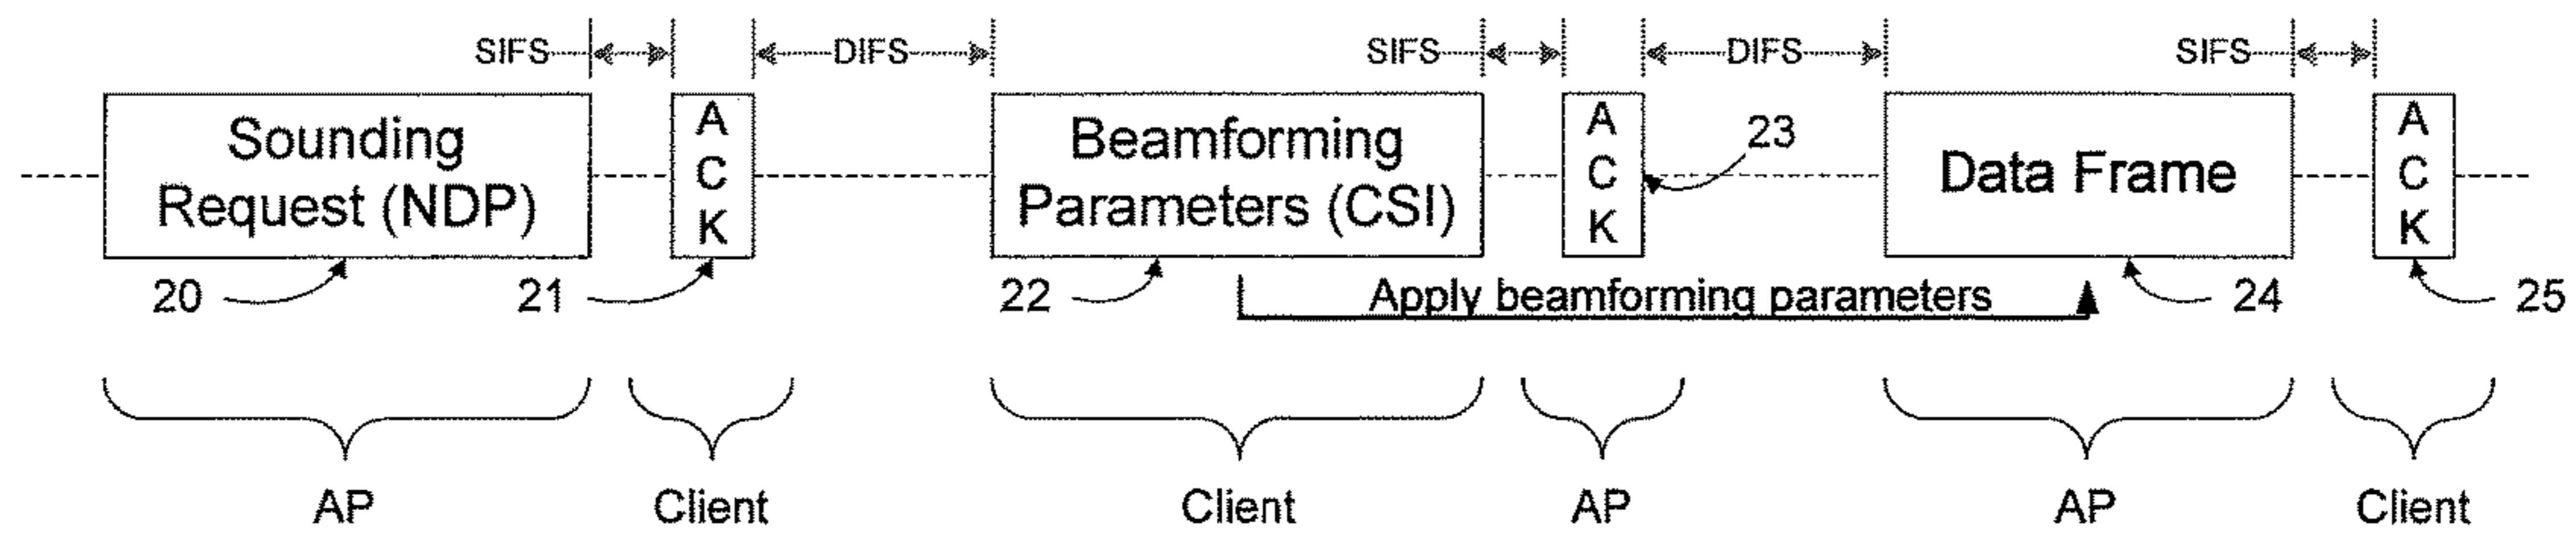 SIFS DIFS SIFS DIFS SIFS
Sounding
Request (NDP)
A
C
K
Beamforming
Parameters (CSI)
A
C
K
23
Data Frame
A
C
K
20 21 22 Apply beamforming parameters 24 25
AP Client Client AP AP Client